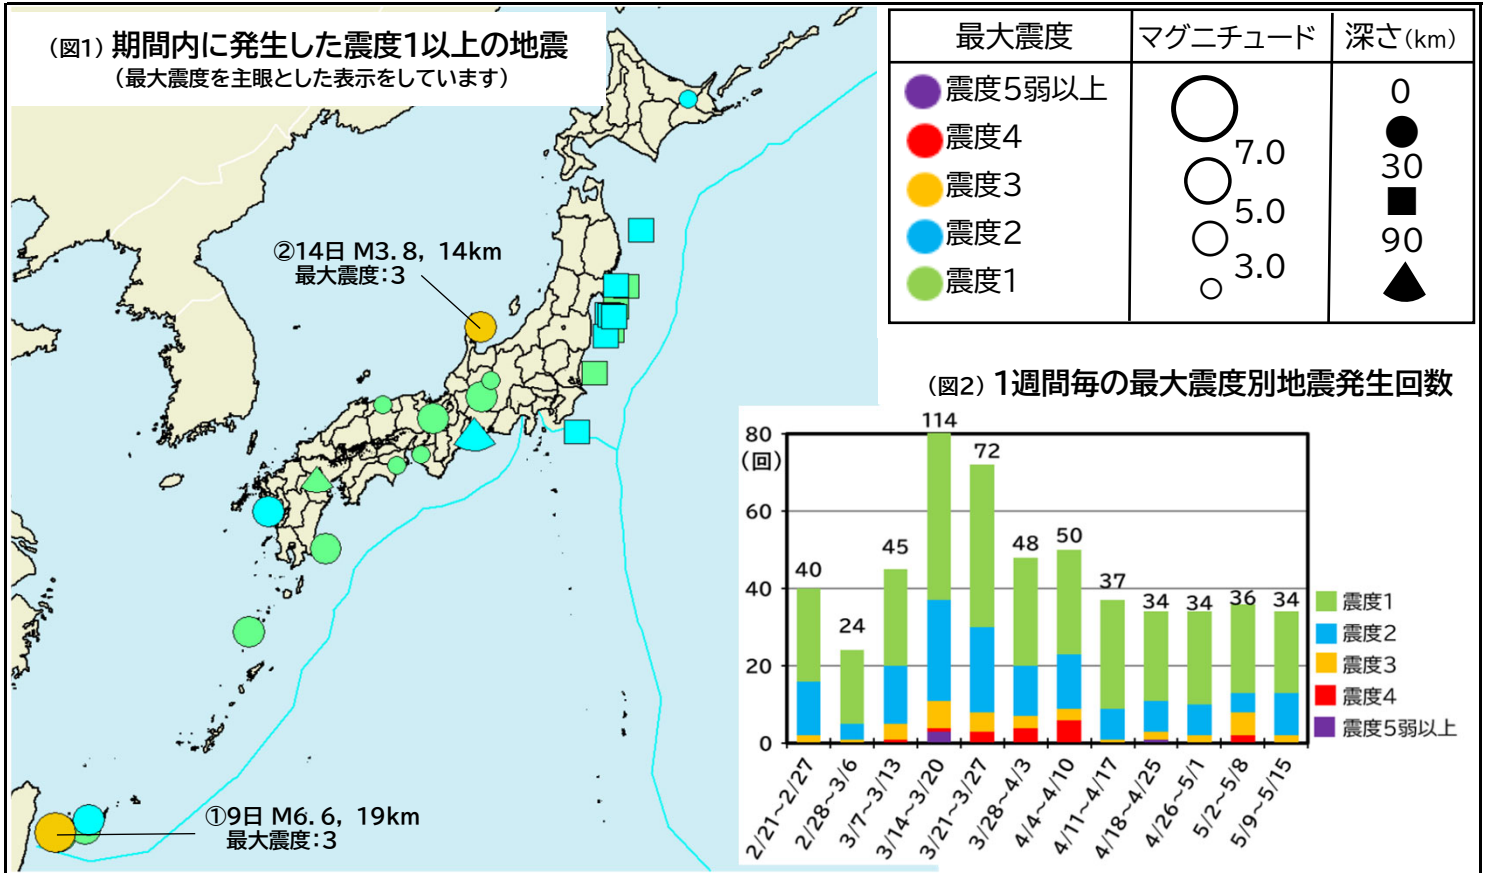 (図1) 期間内に発生した震度1以上の地震
(最大震度を主眼とした表示をしています)
②14日 M3.8, 14km
最大震度:3
①9日 M6.6, 19km
最大震度:3
最大震度 マグニチュード 深さ(km)
震度5弱以上
震度4
震度3
震度2
震度1
7.0
5.0
3.0
0
30
90
(図2) 1週間毎の最大震度別地震発生回数
(回)
80
60
40
20
0
40
24
45
114
72
48
50
37
34
34
36
34
2/21~2/27
2/28~3/6
3/7~3/13
3/14~3/20
3/21~3/27
3/28~4/3
4/4~4/10
4/11~4/17
4/18~4/25
4/26~5/1
5/2~5/8
5/9~5/15
震度1
震度2
震度3
震度4
震度5弱以上